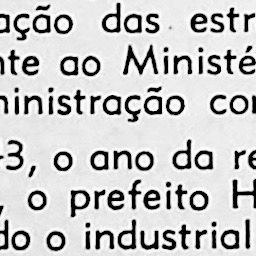 ação das estr
nte ao Ministé
ministração co
3, o ano da re
, o prefeito H
do o industrial